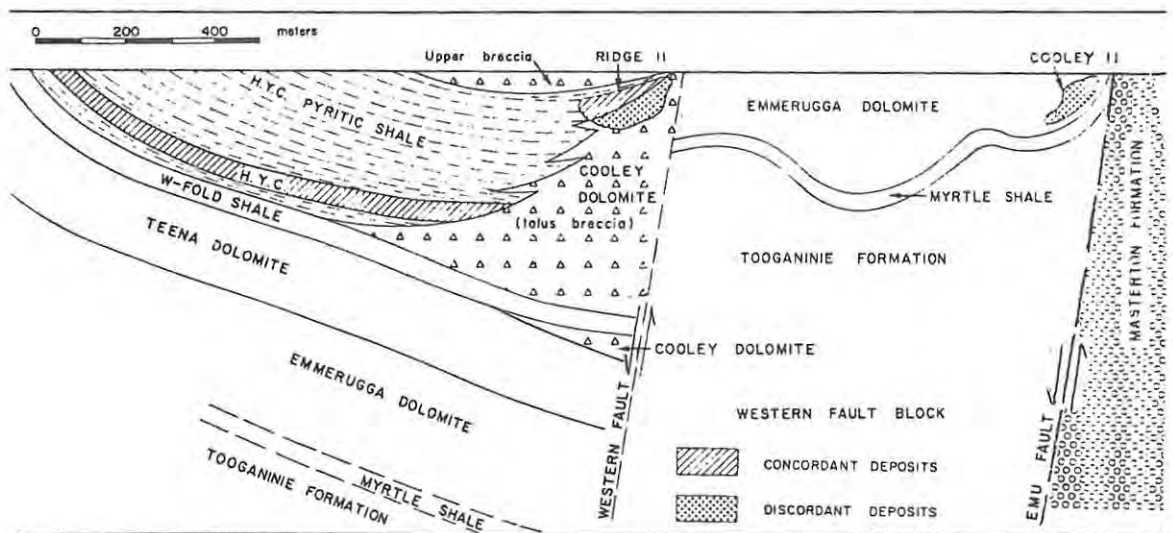 0 200 400 meters
Upper breccia
RIDGE II
COOLEY II
H.Y.C. PYRITIC SHALE
EMMERUGGA DOLOMITE
H.Y.C.
W-FOLD SHALE
COOLEY
DOLOMITE
(talus breccia)
MYRTLE SHALE
MASTERTON FORMATION
TEENA DOLOMITE
TOOGANINIE FORMATION
COOLEY DOLOMITE
EMMERUGGA DOLOMITE
WESTERN FAULT
WESTERN FAULT BLOCK
EMU FAULT
CONCORDANT DEPOSITS
MYRTLE SHALE
TOOGANINIE FORMATION
DISCORDANT DEPOSITS